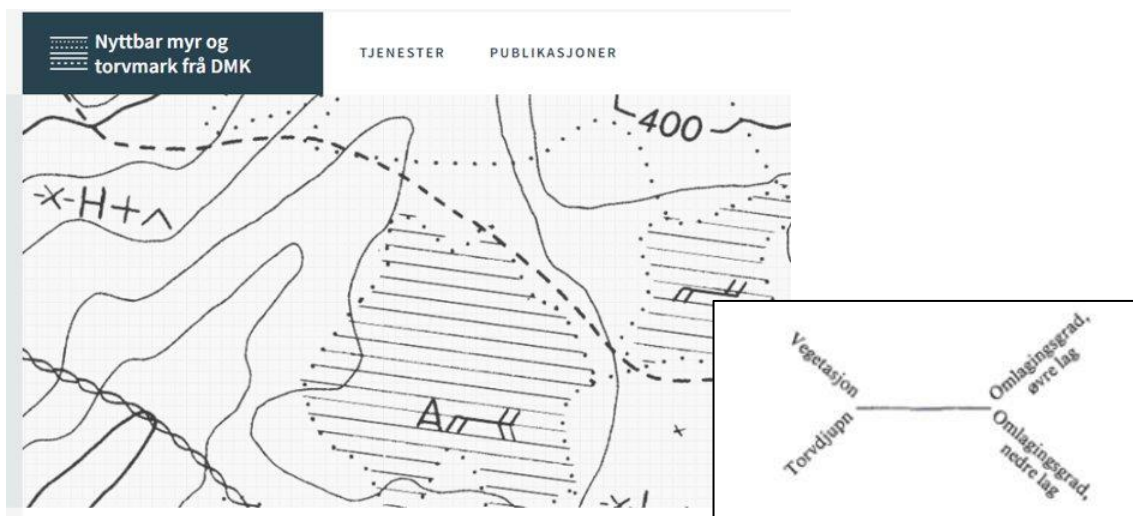 Nyttbar myr og
torvmark frå DMK
TJENESTER
PUBLIKASJONER
400
H
A
Vegetasjon
Torvdjupn
Omlagingsgrad,
øvre lag
Omlagingsgrad,
nedre lag